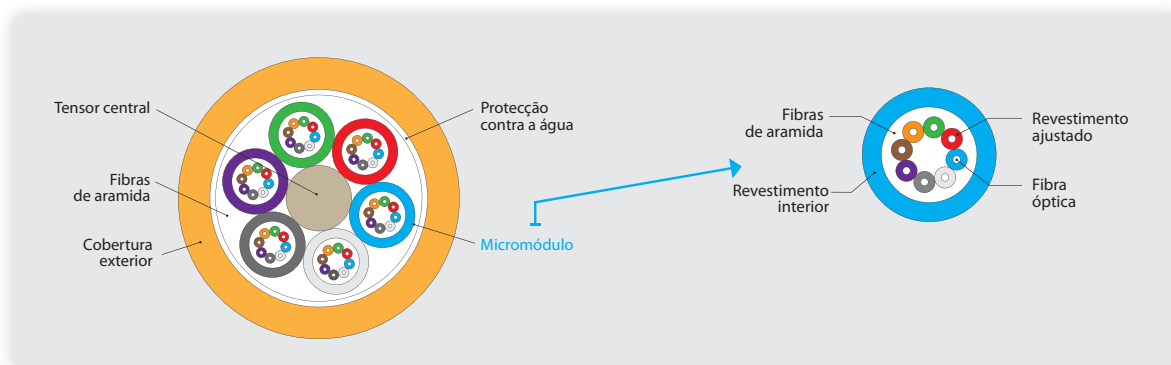 Tensor central
Fibras
de aramida
Cobertura
exterior
Protecção
contra a água
Micromódulo
Fibras
de aramida
Revestimento
interior
Revestimento
ajustado
Fibra
óptica